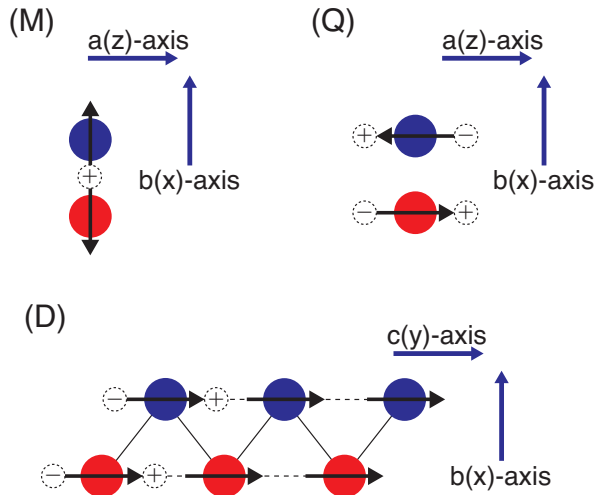 (M)
a(z)-axis
b(x)-axis
+
(Q)
a(z)-axis
b(x)-axis
+ −
− +
(D)
c(y)-axis
b(x)-axis
− +
− +